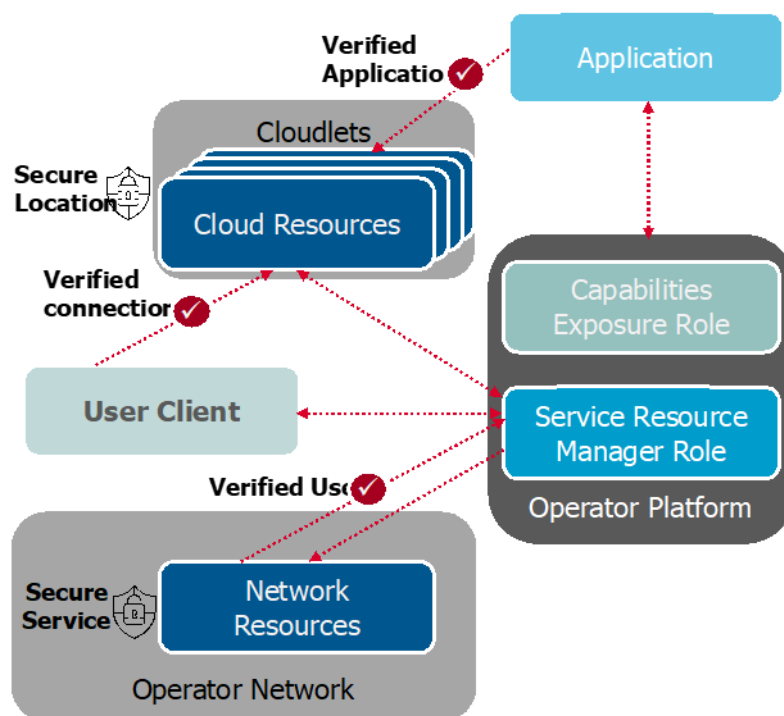 Verified
Applicatio
Application
Cloudlets
Secure
Location
Cloud Resources
Verified
connection
Capabilities
Exposure Role
User Client
Service Resource
Manager Role
Verified Use
Operator Platform
Secure
Service
Network
Resources
Operator Network